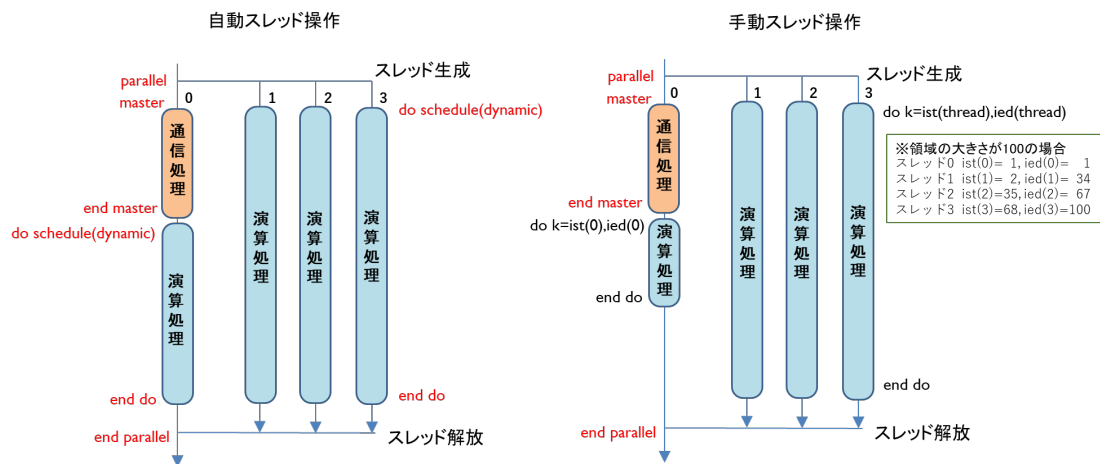 自動スレッド操作
スレッド生成
parallel
master
0
1
2
3
do schedule(dynamic)
通信処理
end master
do schedule(dynamic)
演算処理
演算処理
演算処理
演算処理
end do
end do
end parallel
スレッド解放
手動スレッド操作
スレッド生成
parallel
master
0
1
2
3
do k=ist(thread),ied(thread)
※領域の大きさが100の場合
スレッド0 ist(0)= 1,ied(0)= 1
スレッド1 ist(1)= 2,ied(1)= 34
スレッド2 ist(2)=35,ied(2)= 67
スレッド3 ist(3)=68,ied(3)=100
通信処理
end master
do k=ist(0),ied(0)
演算処理
演算処理
演算処理
演算処理
end do
end do
end parallel
スレッド解放